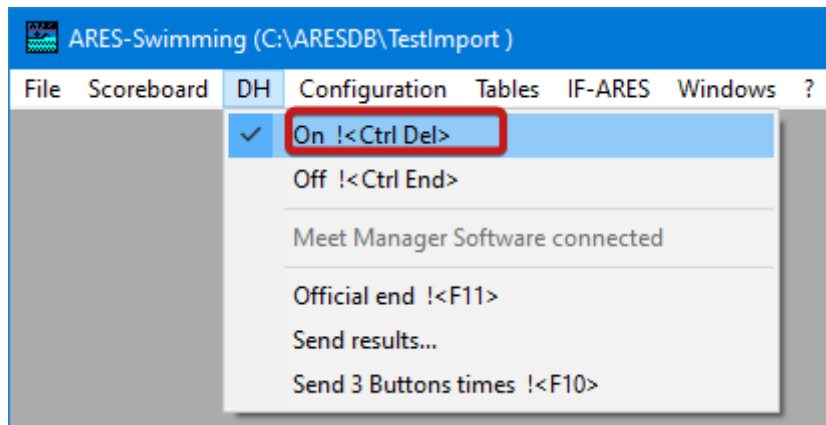 ARES-Swimming (C:\ARESDB\TestImport )
File Scoreboard DH Configuration Tables IF-ARES Windows ?
On !<Ctrl Del>
Off !<Ctrl End>
Meet Manager Software connected
Official end !<F11>
Send results...
Send 3 Buttons times !<F10>